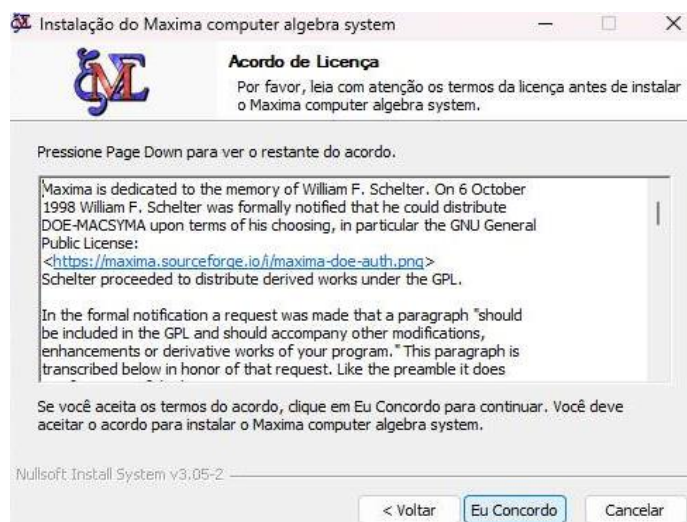 Instalação do Maxima computer algebra system
Acordo de Licença
Por favor, leia com atenção os termos da licença antes de instalar
o Maxima computer algebra system.
Pressione Page Down para ver o restante do acordo.
Maxima is dedicated to the memory of William F. Schelter. On 6 October
1998 William F. Schelter was formally notified that he could distribute
DOE-MACSYMA upon terms of his choosing, in particular the GNU General
Public License:
<https://maxima.sourceforge.io/i/maxima-doe-auth.png>
Schelter proceeded to distribute derived works under the GPL.
In the formal notification a request was made that a paragraph "should
be included in the GPL and should accompany other modifications,
enhancements or derivative works of your program." This paragraph is
transcribed below in honor of that request. Like the preamble it does
Se você aceita os termos do acordo, clique em Eu Concordo para continuar. Você deve
aceitar o acordo para instalar o Maxima computer algebra system.
Nullsoft Install System v3.05-2
< Voltar
Eu Concordo
Cancelar